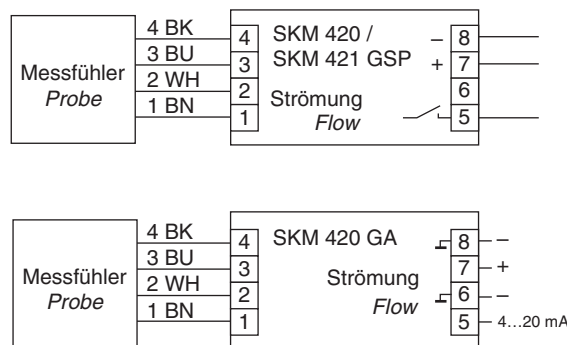 4 BK
3 BU
2 WH
1 BN
Messfühler
Probe
4
3
2
1
SKM 420 /
SKM 421 GSP
Strömung
Flow
– 8
+ 7
6
5
4 BK
3 BU
2 WH
1 BN
Messfühler
Probe
4
3
2
1
SKM 420 GA
Strömung
Flow
8 –
7 +
6 –
5 4...20 mA